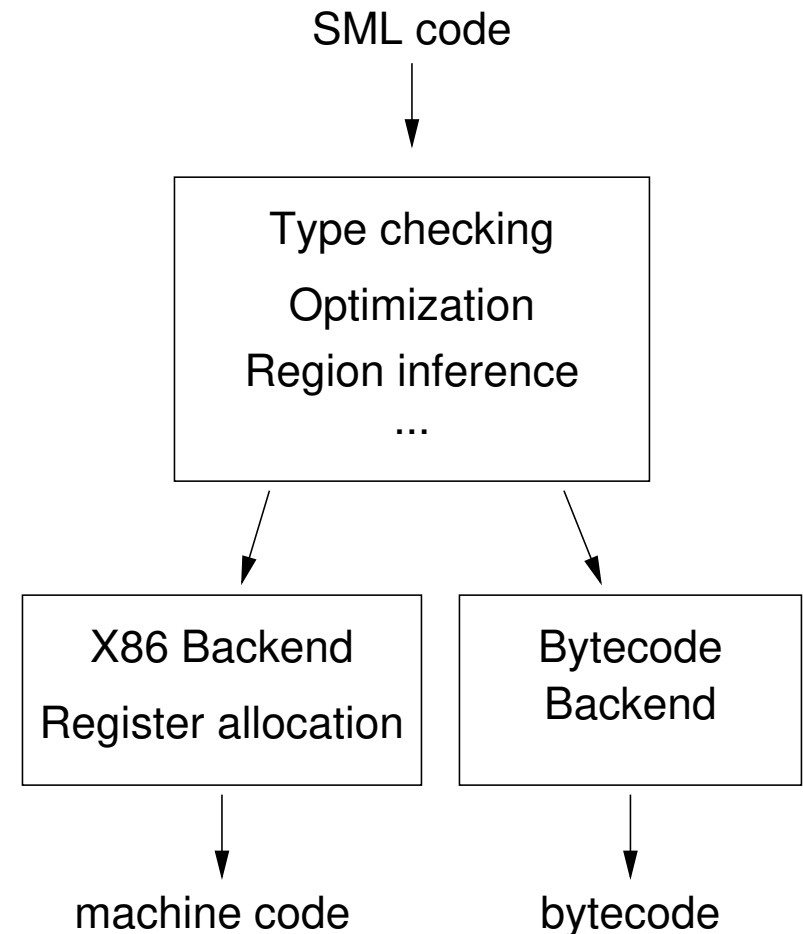 SML code
Type checking
Optimization
Region inference
...
X86 Backend
Register allocation
Bytecode
Backend
machine code
bytecode